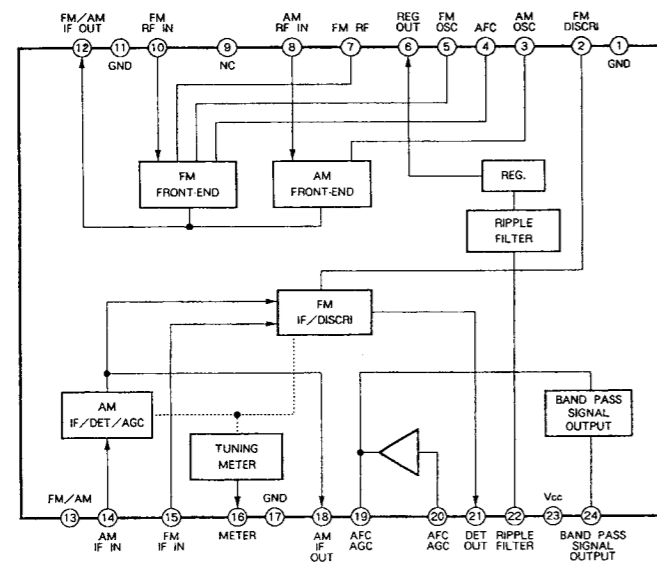 FM/AM
IF OUT
FM
RF IN
AM
RF IN
FM RF
REG
OUT
FM
OSC
AFC
AM
OSC
FM
DISCRI
12
11
10
9
8
7
6
5
4
3
2
1
GND
NC
GND
FM
FRONT-END
AM
FRONT-END
REG.
RIPPLE
FILTER
FM
IF/DISCRI
AM
IF/DET/AGC
BAND PASS
SIGNAL
OUTPUT
TUNING
METER
FM/AM
GND
Vcc
13
14
15
16
17
18
19
20
21
22
23
24
AM
IF IN
FM
IF IN
METER
AM
IF
OUT
AFC
AGC
AFC
AGC
DET
OUT
RIPPLE
FILTER
BAND PASS
SIGNAL
OUTPUT